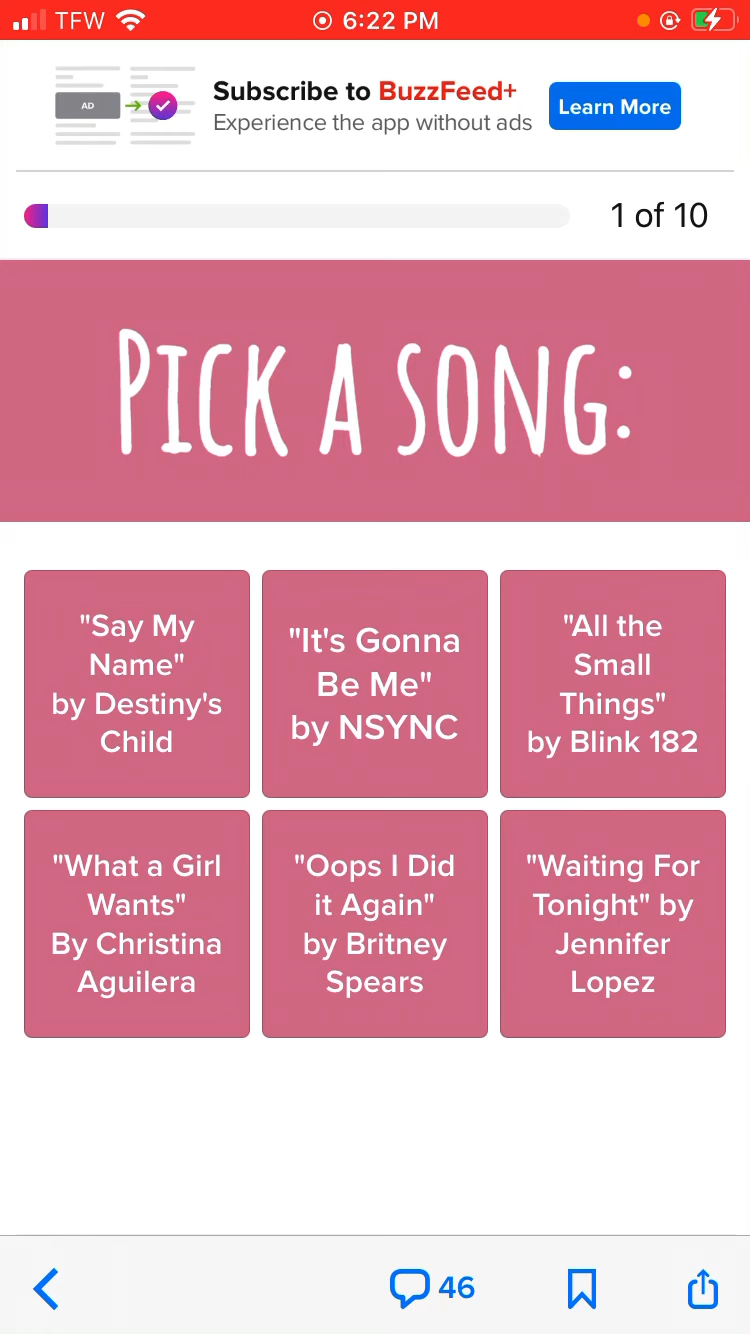 TFW 6:22 PM
AD
Subscribe to BuzzFeed+
Experience the app without ads
Learn More
1 of 10
PICK A SONG:
"Say My
Name"
by Destiny's
Child
"It's Gonna
Be Me"
by NSYNC
"All the
Small
Things"
by Blink 182
"What a Girl
Wants"
By Christina
Aguilera
"Oops I Did
it Again"
by Britney
Spears
"Waiting For
Tonight" by
Jennifer
Lopez
46